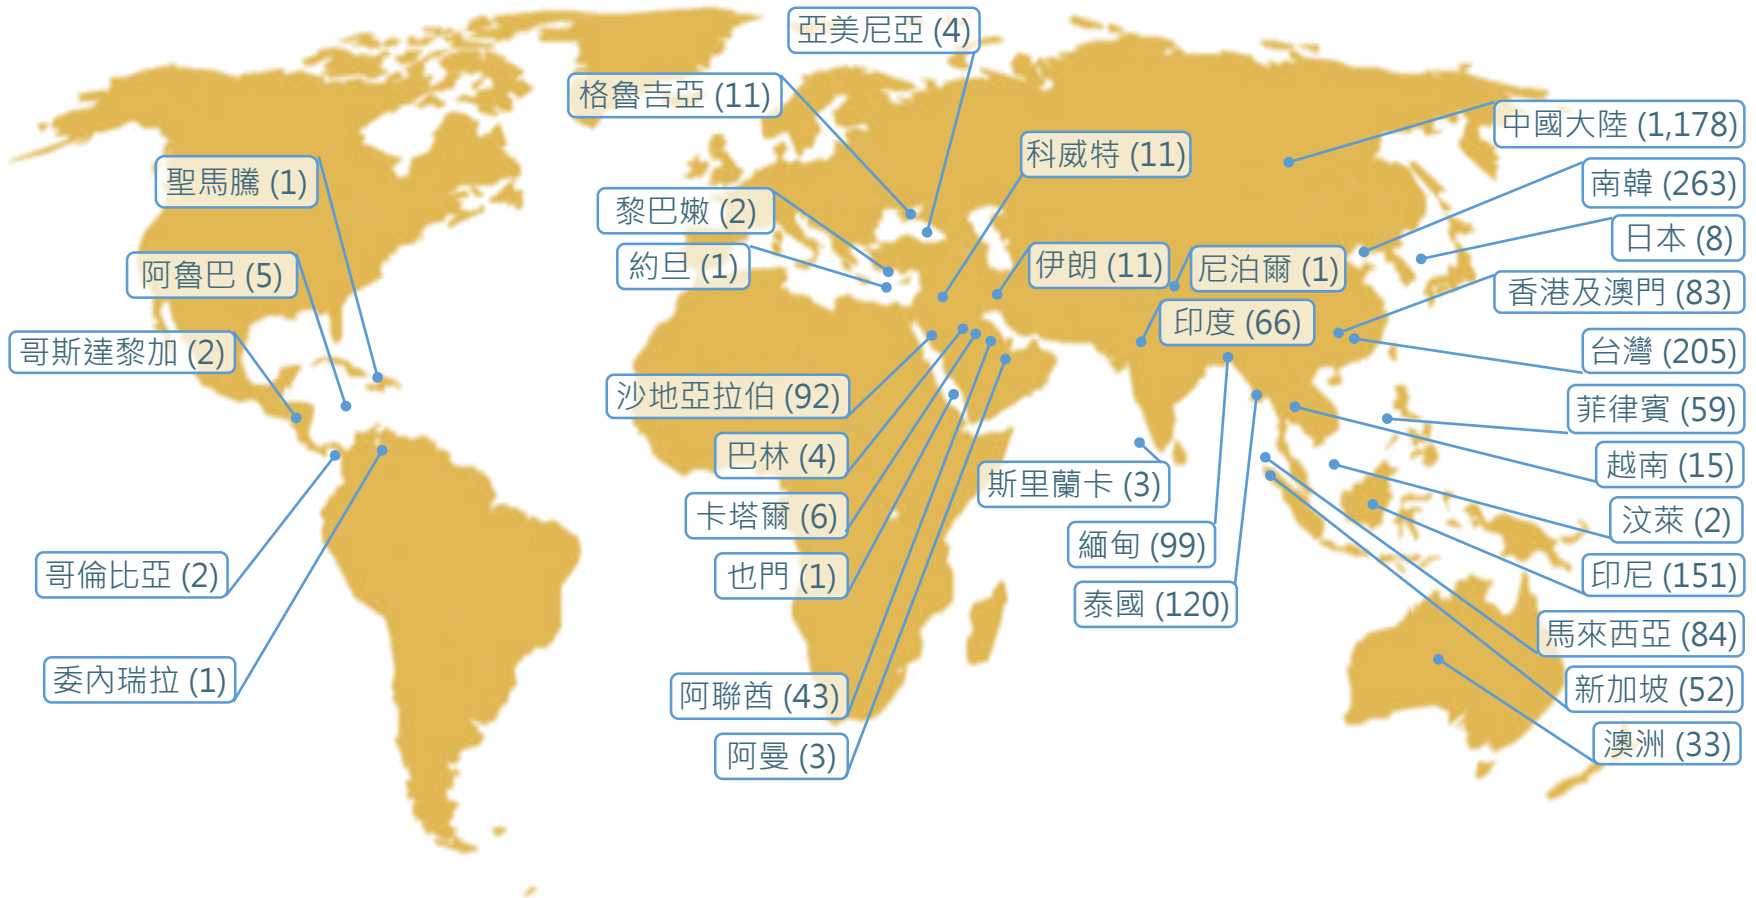 亞美尼亞 (4)
格魯吉亞 (11)
中國大陸 (1,178)
科威特 (11)
聖馬騰 (1)
南韓 (263)
黎巴嫩 (2)
日本 (8)
約旦 (1)
伊朗 (11)
尼泊爾 (1)
阿魯巴 (5)
香港及澳門 (83)
印度 (66)
哥斯達黎加 (2)
台灣 (205)
沙地亞拉伯 (92)
菲律賓 (59)
巴林 (4)
越南 (15)
斯里蘭卡 (3)
卡塔爾 (6)
汶萊 (2)
緬甸 (99)
哥倫比亞 (2)
也門 (1)
印尼 (151)
泰國 (120)
馬來西亞 (84)
委內瑞拉 (1)
阿聯酋 (43)
新加坡 (52)
阿曼 (3)
澳洲 (33)